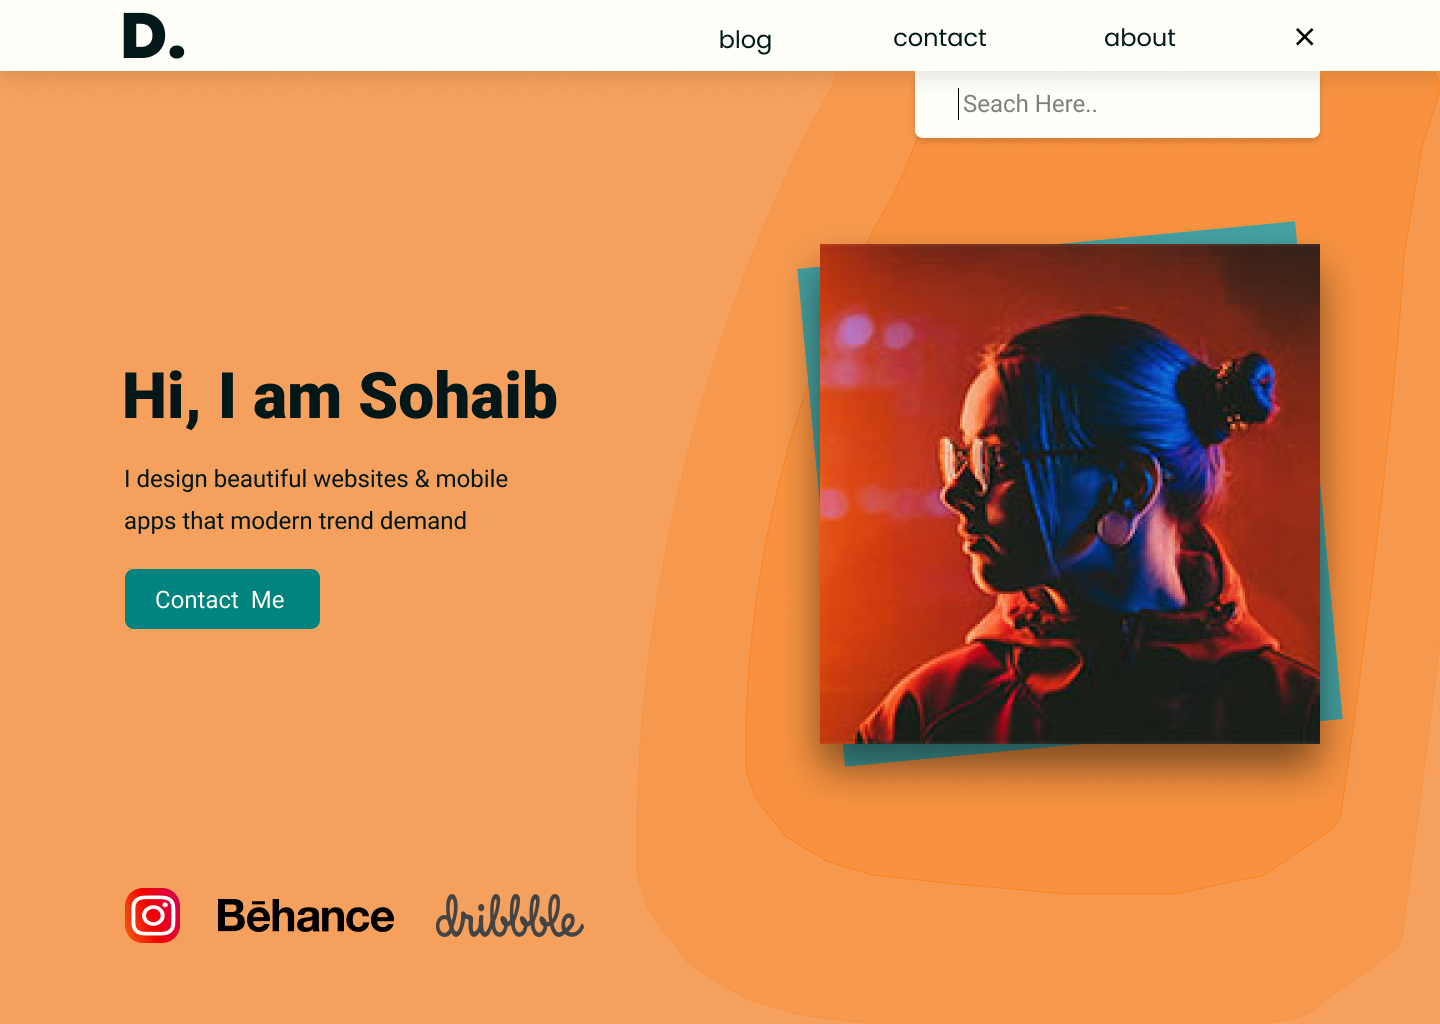 D.
blog contact about ×
Seach Here..
Hi, I am Sohaib
I design beautiful websites & mobile
apps that modern trend demand
Contact Me
Bēhance dribbble